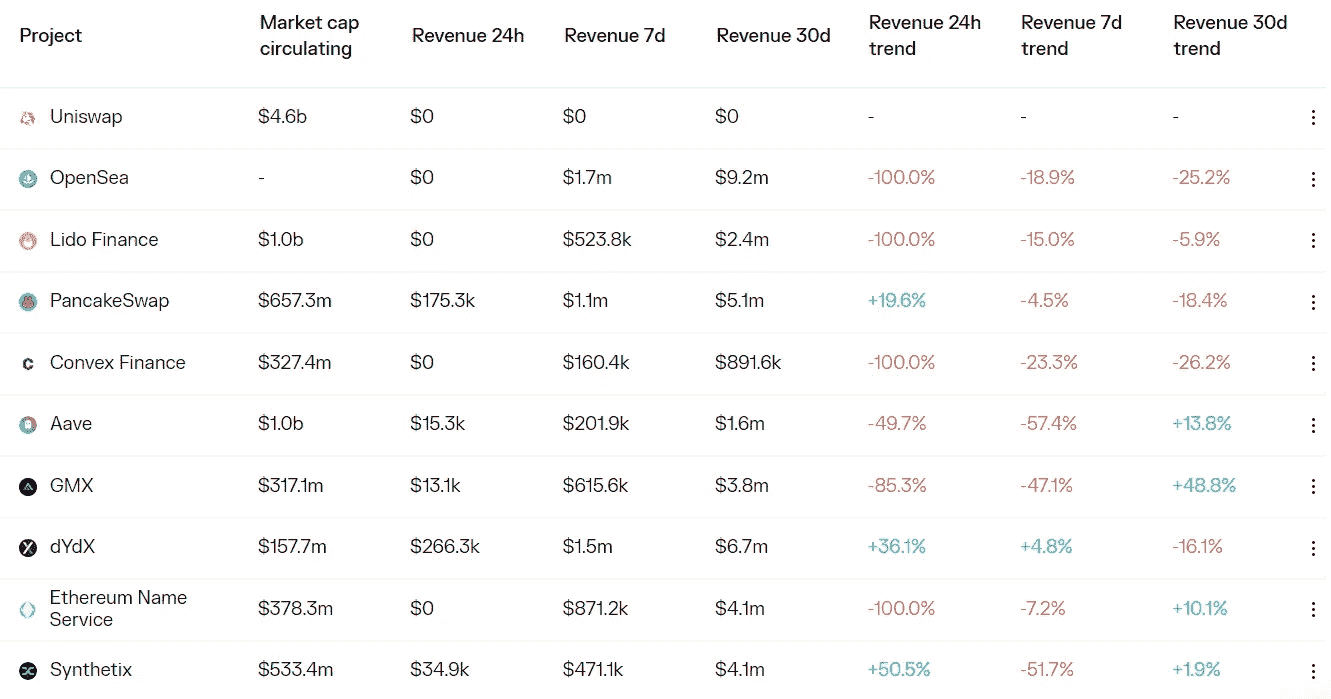 Project Market cap circulating Revenue 24h Revenue 7d Revenue 30d Revenue 24h trend Revenue 7d trend Revenue 30d trend
Uniswap $4.6b $0 $0 $0 - - -
OpenSea - $0 $1.7m $9.2m -100.0% -18.9% -25.2%
Lido Finance $1.0b $0 $523.8k $2.4m -100.0% -15.0% -5.9%
PancakeSwap $657.3m $175.3k $1.1m $5.1m +19.6% -4.5% -18.4%
Convex Finance $327.4m $0 $160.4k $891.6k -100.0% -23.3% -26.2%
Aave $1.0b $15.3k $201.9k $1.6m -49.7% -57.4% +13.8%
GMX $317.1m $13.1k $615.6k $3.8m -85.3% -47.1% +48.8%
dYdX $157.7m $266.3k $1.5m $6.7m +36.1% +4.8% -16.1%
Ethereum Name Service $378.3m $0 $871.2k $4.1m -100.0% -7.2% +10.1%
Synthetix $533.4m $34.9k $471.1k $4.1m +50.5% -51.7% +1.9%